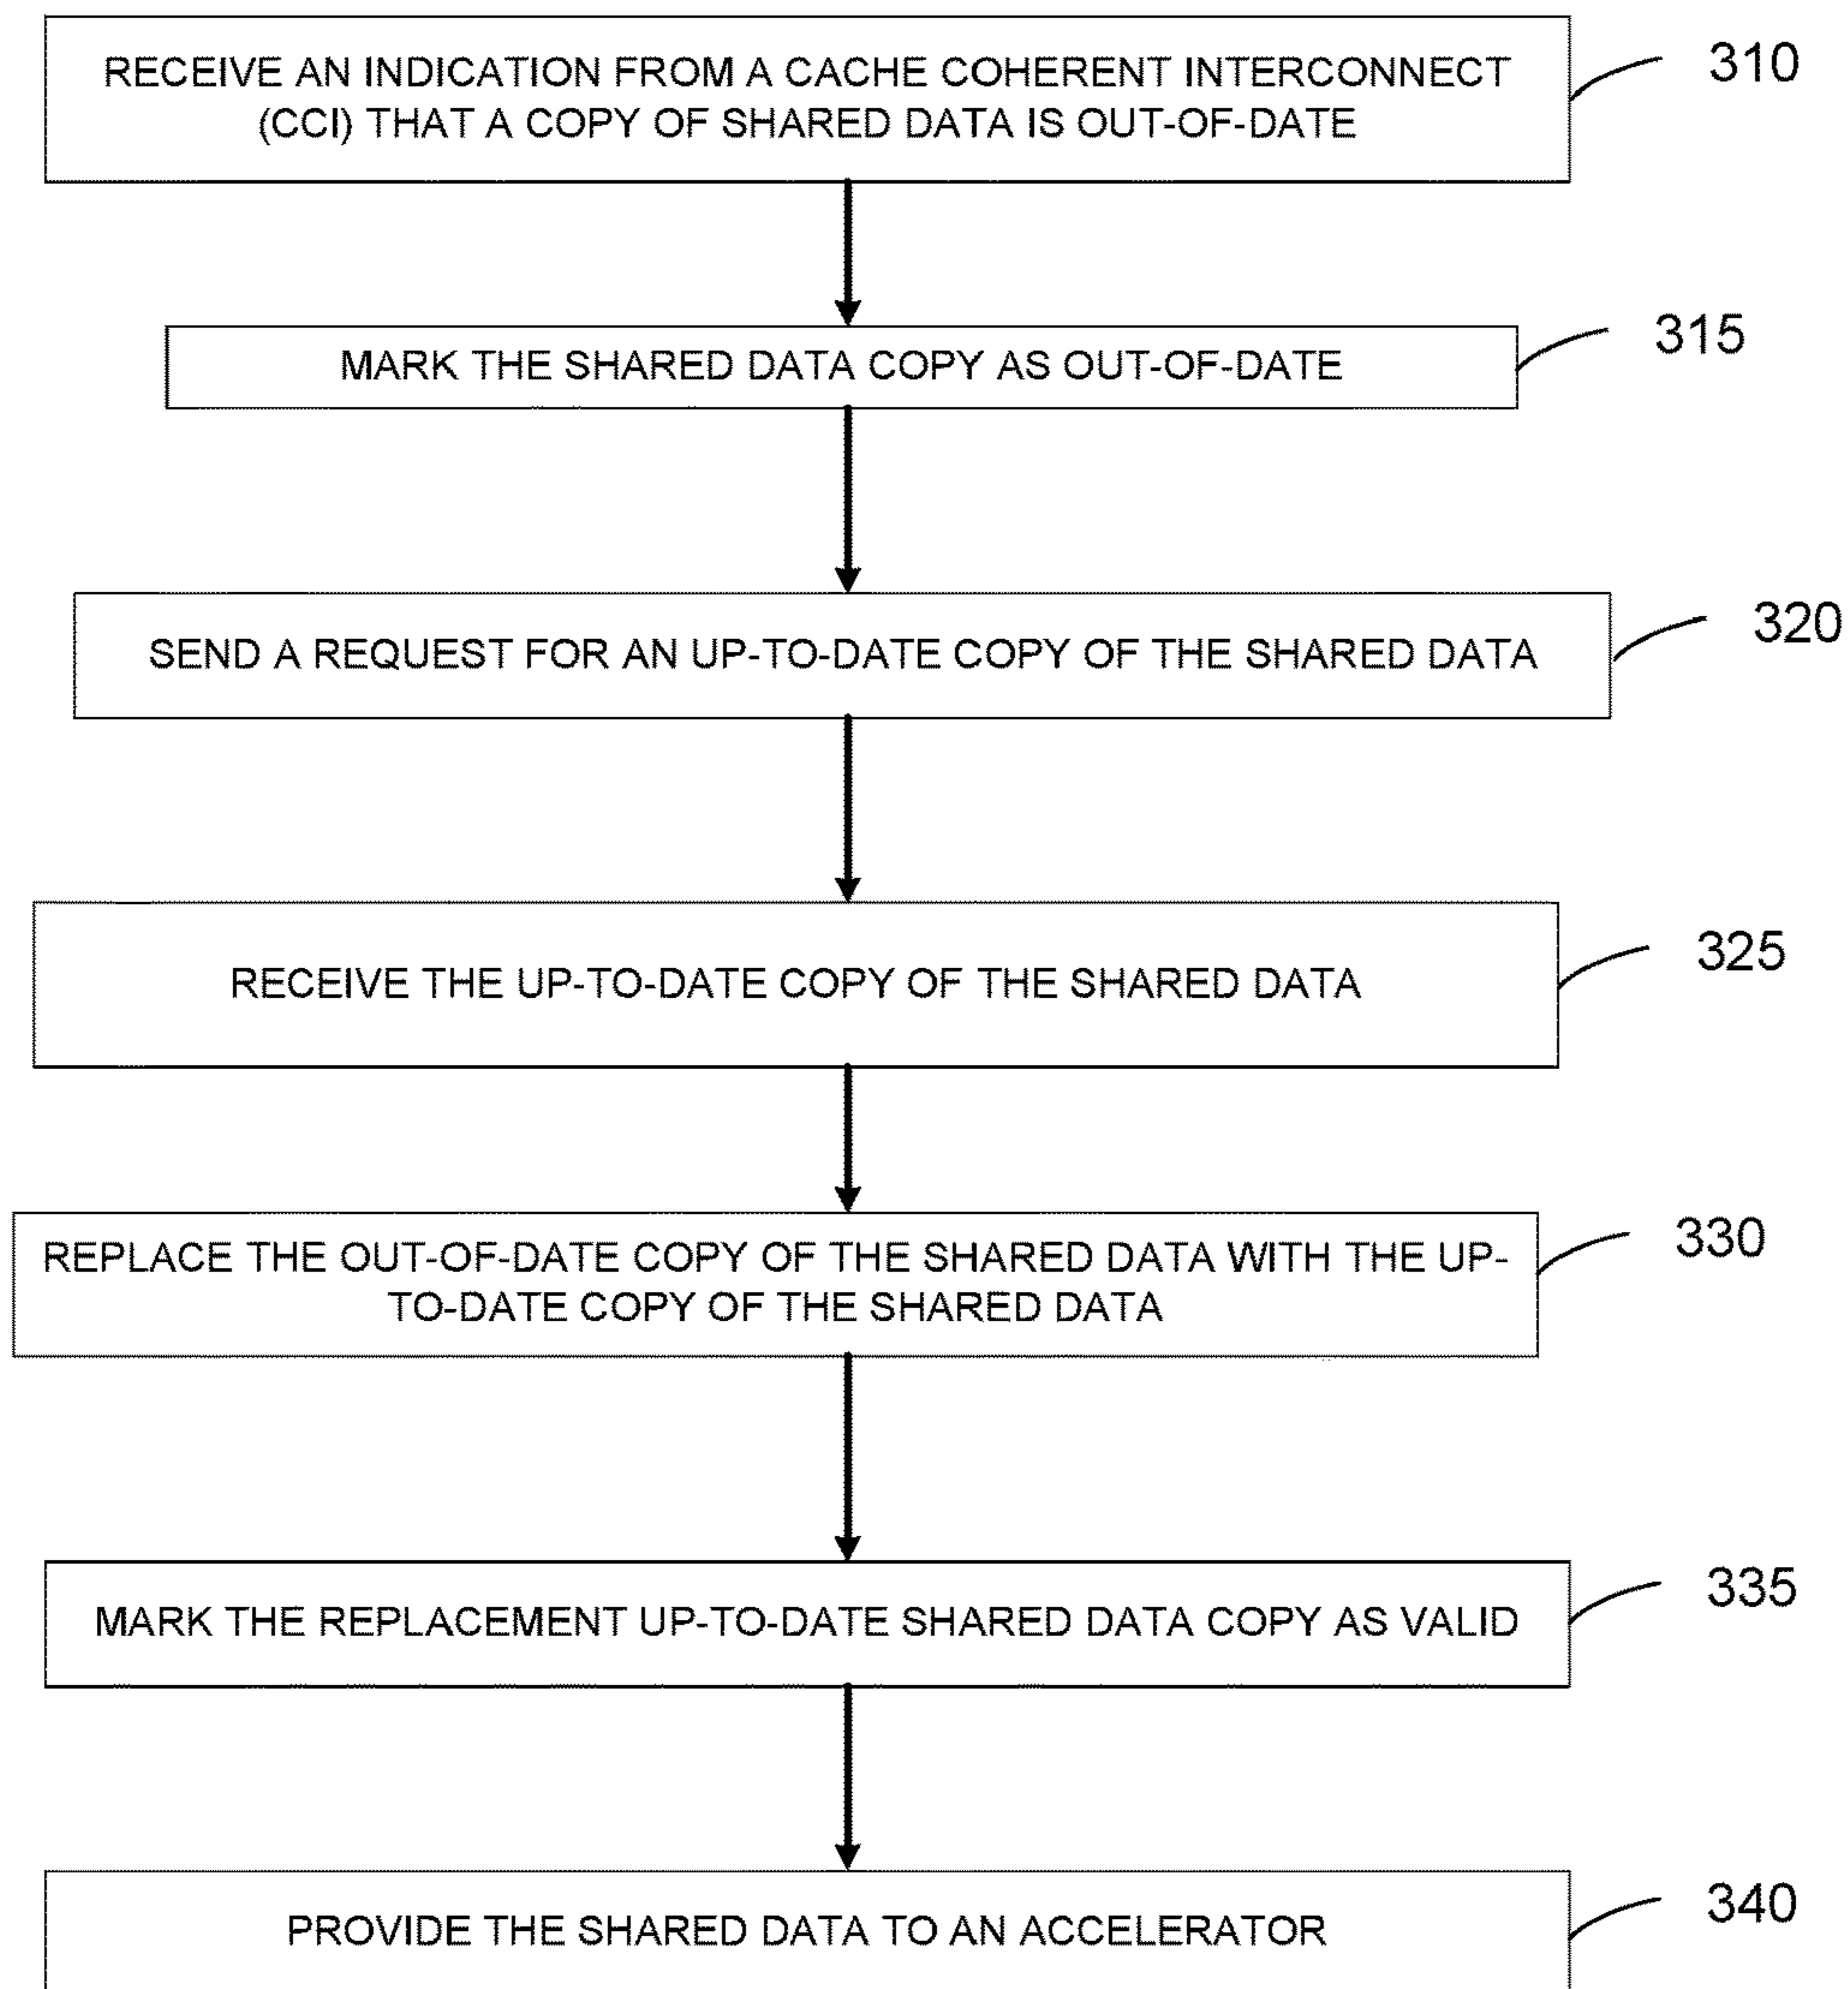 RECEIVE AN INDICATION FROM A CACHE COHERENT INTERCONNECT
(CCI) THAT A COPY OF SHARED DATA IS OUT-OF-DATE
310
MARK THE SHARED DATA COPY AS OUT-OF-DATE
315
SEND A REQUEST FOR AN UP-TO-DATE COPY OF THE SHARED DATA
320
RECEIVE THE UP-TO-DATE COPY OF THE SHARED DATA
325
REPLACE THE OUT-OF-DATE COPY OF THE SHARED DATA WITH THE UP-
TO-DATE COPY OF THE SHARED DATA
330
MARK THE REPLACEMENT UP-TO-DATE SHARED DATA COPY AS VALID
335
PROVIDE THE SHARED DATA TO AN ACCELERATOR
340